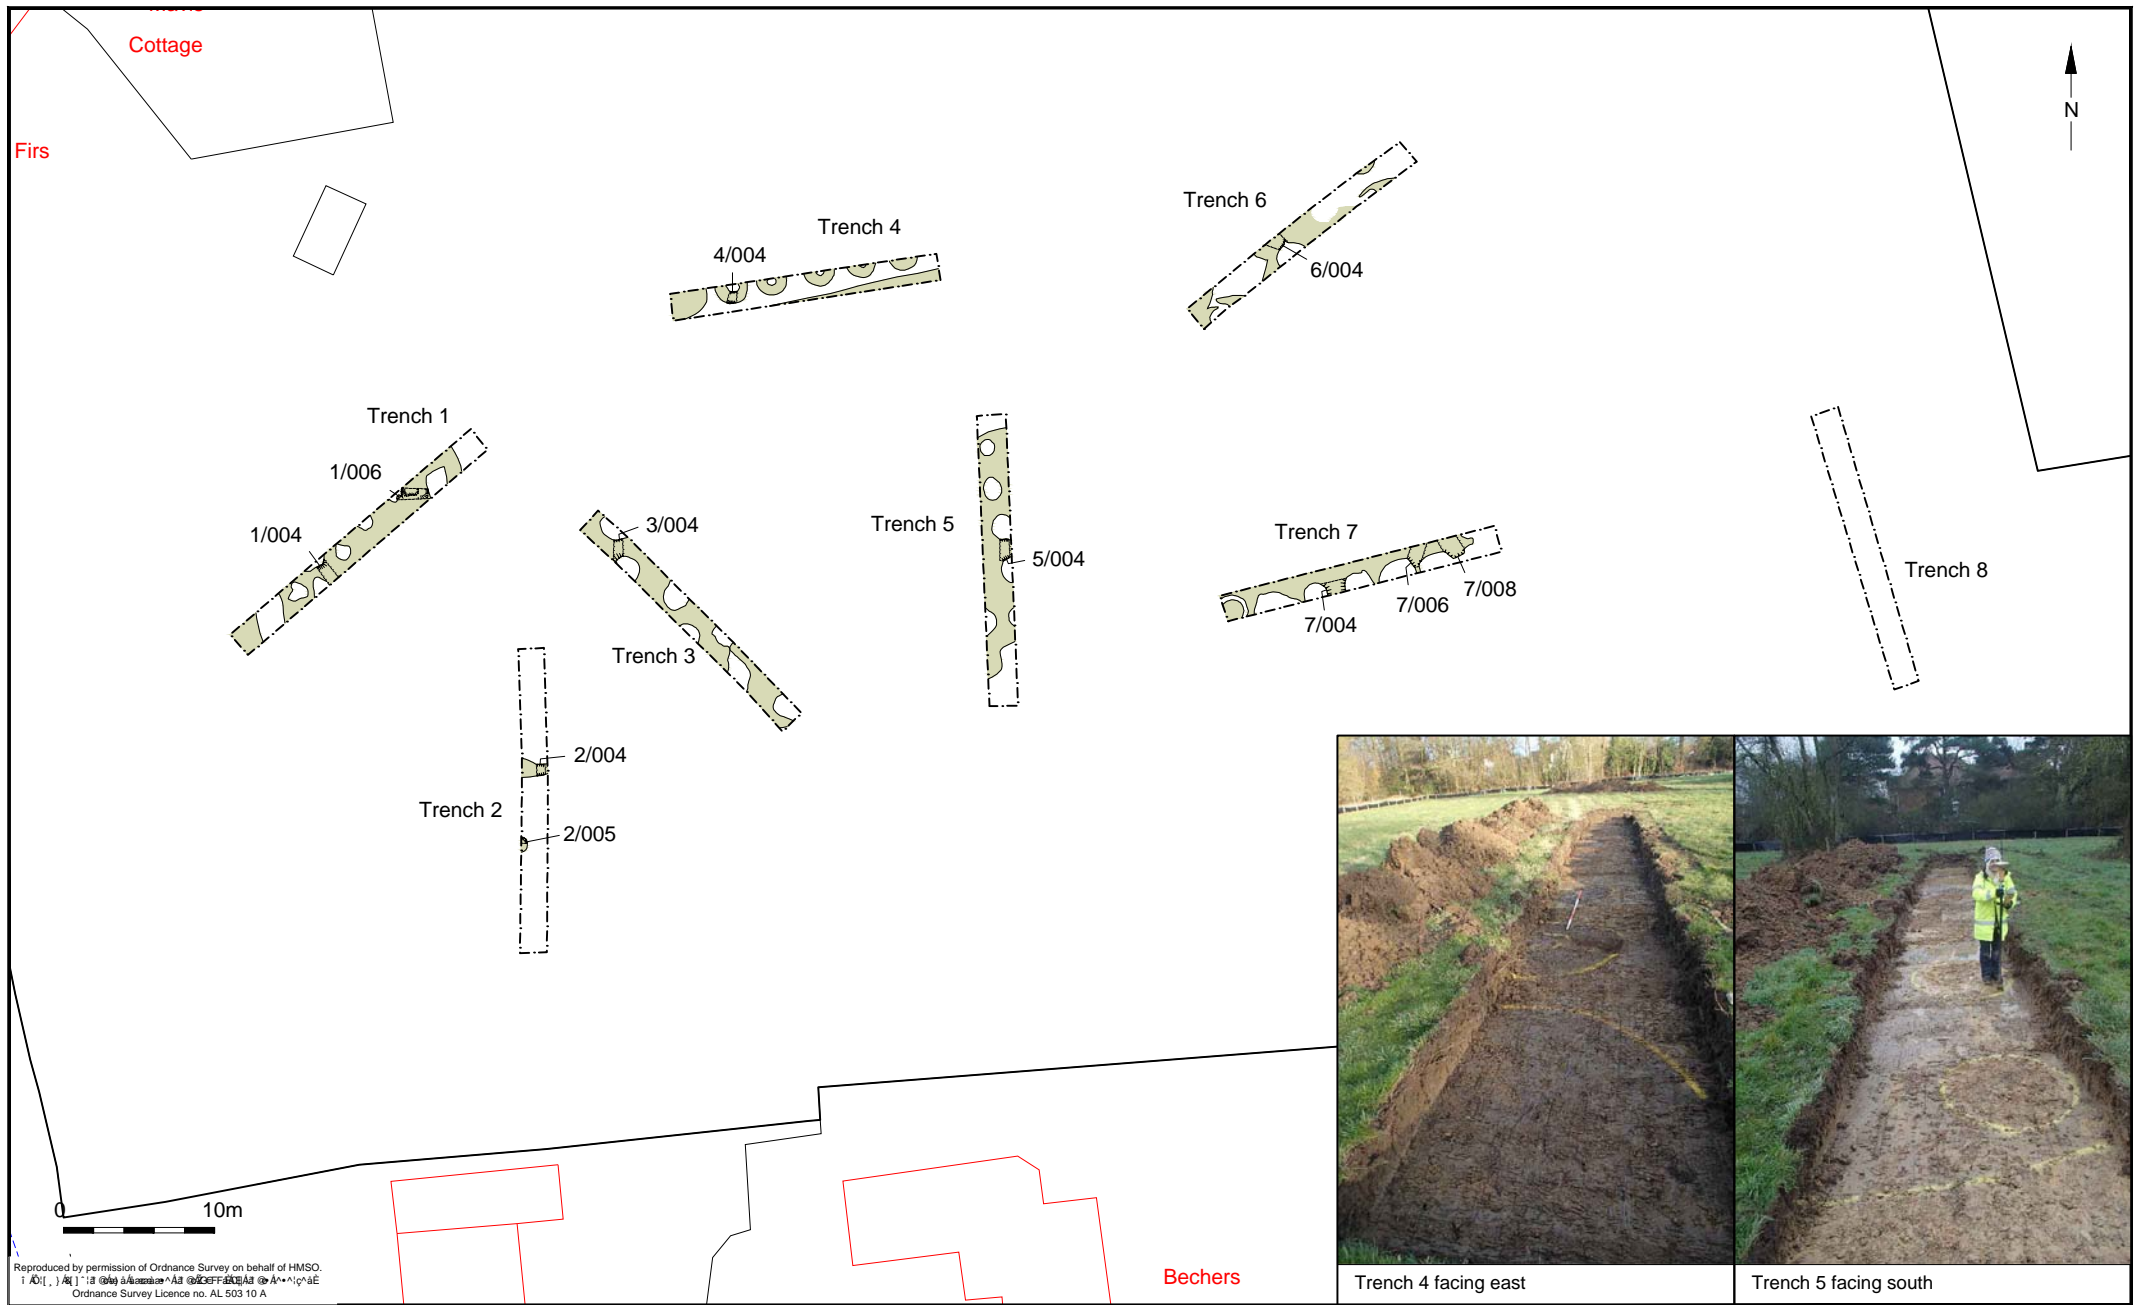 Cottage
Firs
N
Trench 6
Trench 4
4/004
6/004
Trench 1
1/006
1/004
3/004
Trench 5
5/004
Trench 7
7/008
7/006
7/004
Trench 8
Trench 3
2/004
Trench 2
2/005
0 10m
Reproduced by permission of Ordnance Survey on behalf of HMSO.
Ordnance Survey Licence no. AL 503 10 A
Bechers
Trench 4 facing east
Trench 5 facing south